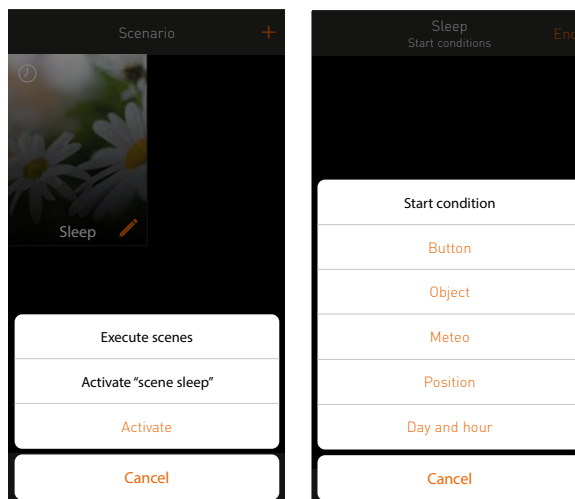 Scenario +
Sleep
Execute scenes
Activate “scene sleep”
Activate
Cancel
Sleep
Start conditions
Start condition
Button
Object
Meteo
Position
Day and hour
Cancel